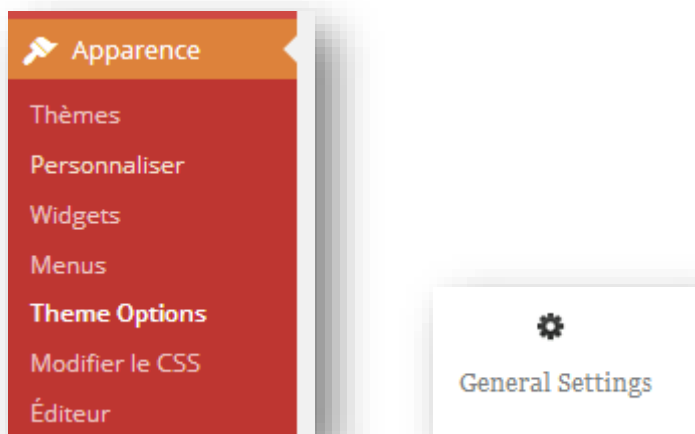 Apparence
Thèmes
Personnaliser
Widgets
Menus
Theme Options
Modifier le CSS
Éditeur
General Settings